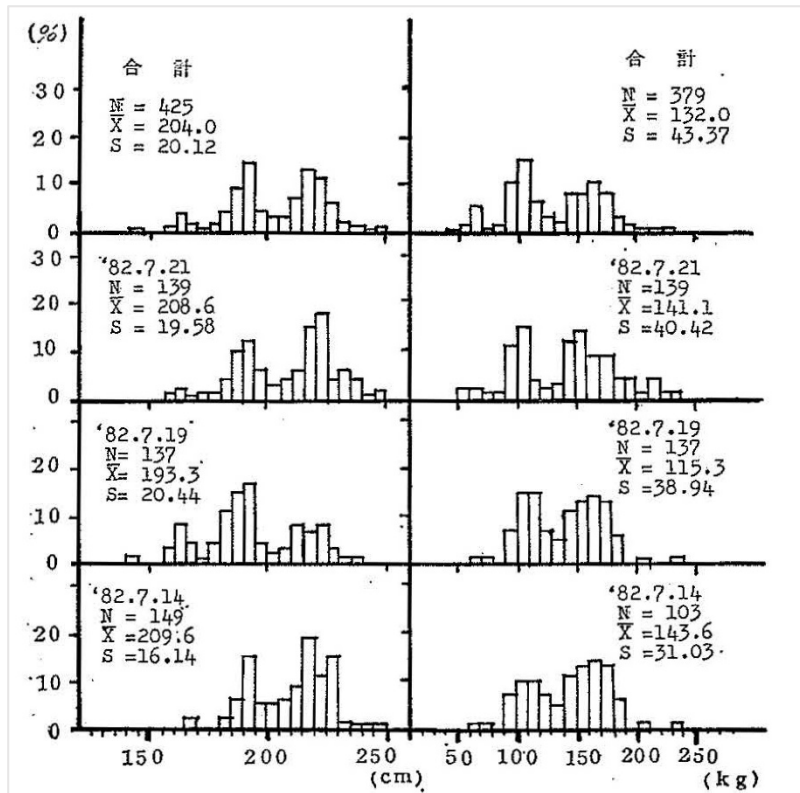 (%)
合 計
N = 425
X̄ = 204.0
S = 20.12
30
20
10
0
合 計
N = 379
X̄ = 132.0
S = 43.37
'82.7.21
N = 139
X̄ = 208.6
S = 19.58
30
20
10
0
'82.7.21
N =139
X̄ =141.1
S =40.42
'82.7.19
N= 137
X̄= 193.3
S= 20.44
20
10
0
'82.7.19
N = 137
X̄ = 115.3
S = 38.94
'82.7.14
N = 149
X̄ =209.6
S =16.14
20
10
0
'82.7.14
N = 103
X̄ =143.6
S =31.03
150 200 250
(cm)
50 100 150 200 250
(kg)